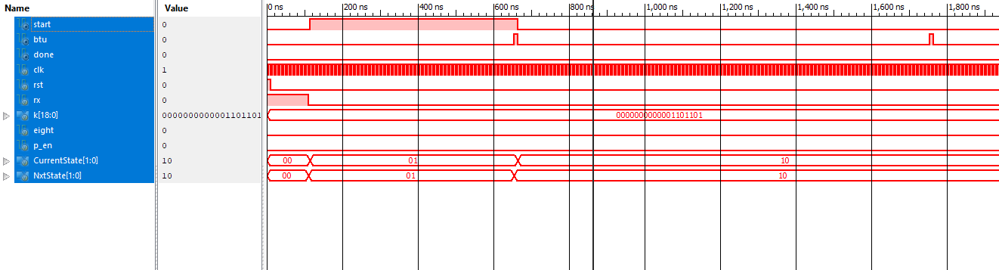 Name Value 0 ns 200 ns 400 ns 600 ns 800 ns 1,000 ns 1,200 ns 1,400 ns 1,600 ns 1,800 ns
start 0
btu 0
done 0
clk 1
rst 0
rx 0
k[18:0] 0000000000001101101 0000000000001101101
eight 0
p_en 0
CurrentState[1:0] 10 00 01 10
NxtState[1:0] 10 00 01 10